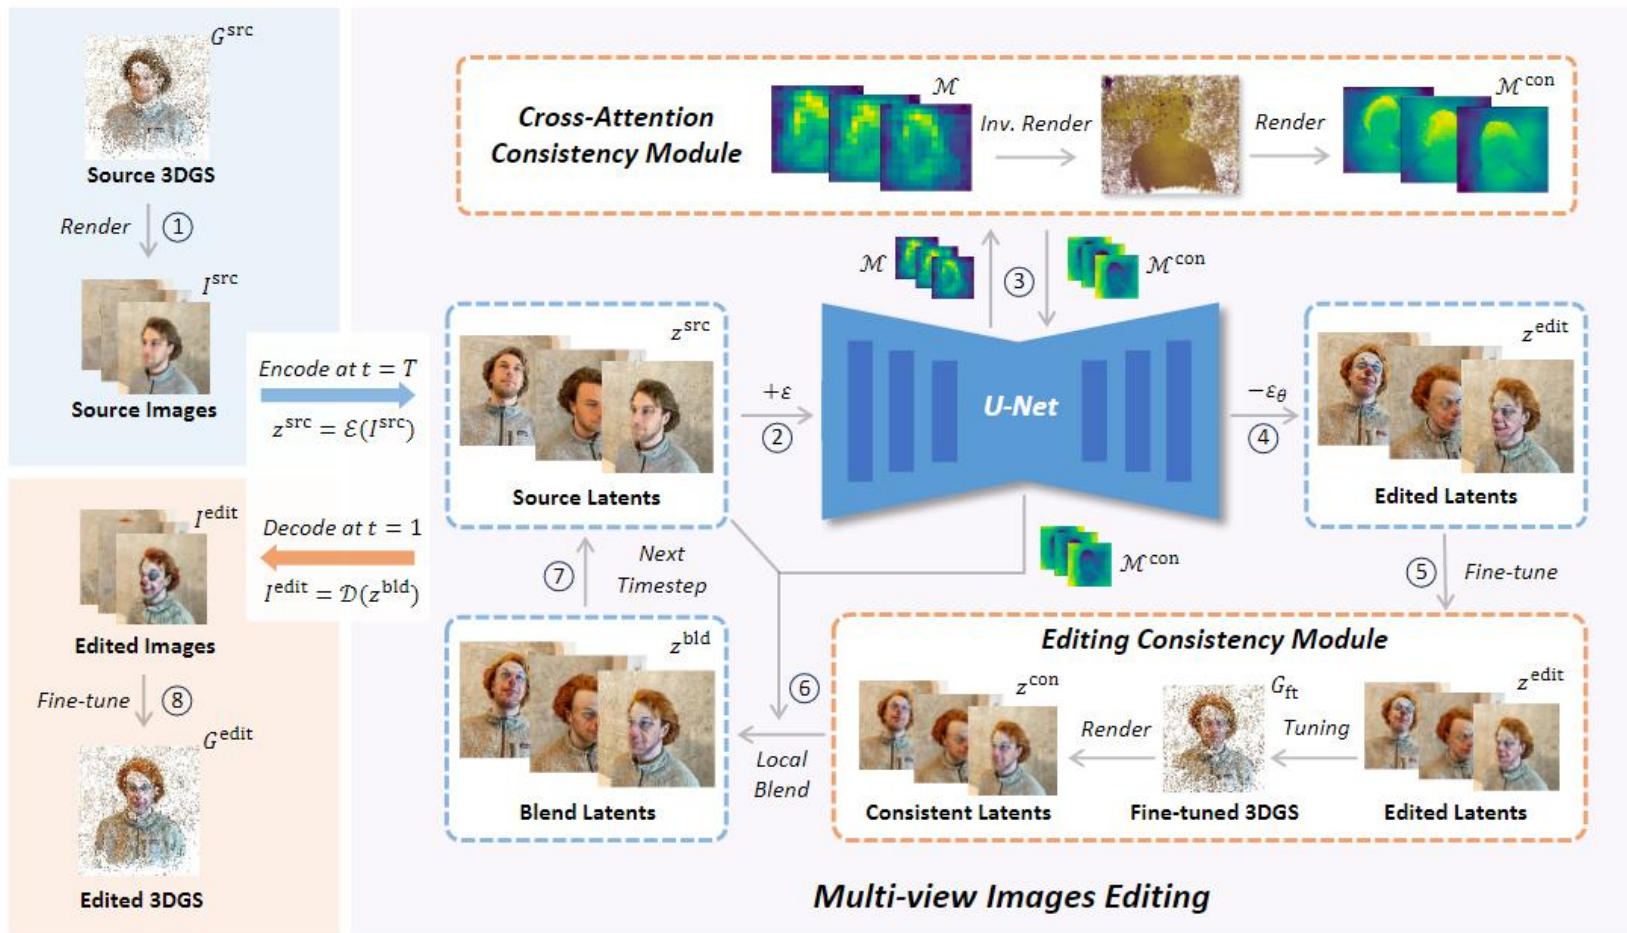 G^src
Source 3DGS
Render ①
I^src
Source Images
Encode at t = T
z^src = ℰ(I^src)
Decode at t = 1
I^edit = 𝒟(z^bld)
I^edit
Edited Images
Fine-tune ⑧
G^edit
Edited 3DGS
Cross-Attention
Consistency Module
ℳ
Inv. Render
Render
ℳ^con
ℳ
③
ℳ^con
z^src
Source Latents
+ε
②
U-Net
−ε_θ
④
z^edit
Edited Latents
⑤ Fine-tune
ℳ^con
⑦
Next
Timestep
z^bld
Blend Latents
⑥
Local
Blend
Editing Consistency Module
z^con
Consistent Latents
Render
G_ft
Fine-tuned 3DGS
Tuning
z^edit
Edited Latents
Multi-view Images Editing